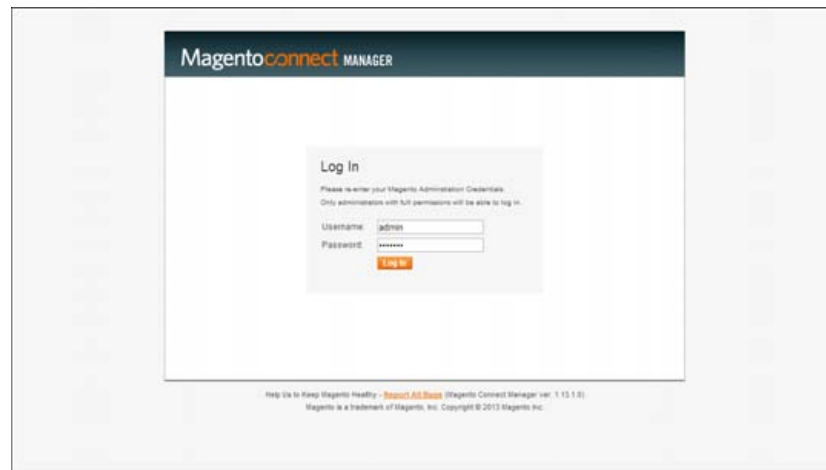 Magentoconnect MANAGER
Log In
Please re-enter your Magento Administration Credentials.
Only administrators with full permissions will be able to log in.
Username: admin
Password: •••••••
Log In
Help Us to Keep Magento Healthy - Report All Bugs (Magento Connect Manager ver. 1.13.1.0)
Magento is a trademark of Magento, Inc. Copyright © 2013 Magento Inc.